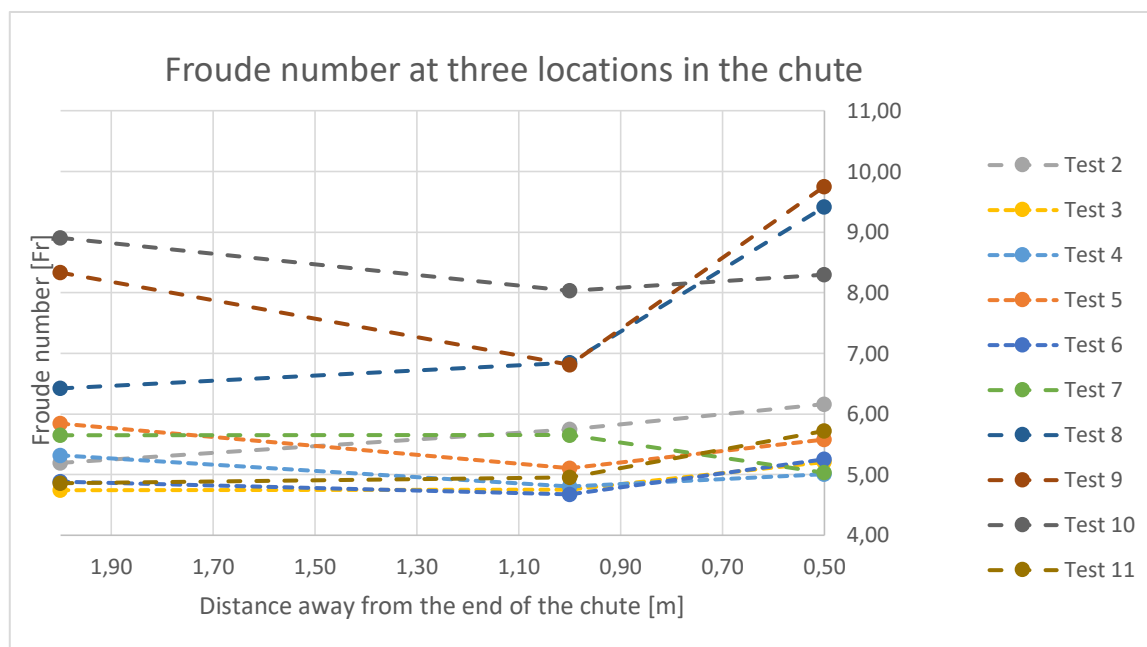 Froude number at three locations in the chute
Froude number [Fr]
11,00
10,00
9,00
8,00
7,00
6,00
5,00
4,00
1,90 1,70 1,50 1,30 1,10 0,90 0,70 0,50
Distance away from the end of the chute [m]
Test 2
Test 3
Test 4
Test 5
Test 6
Test 7
Test 8
Test 9
Test 10
Test 11